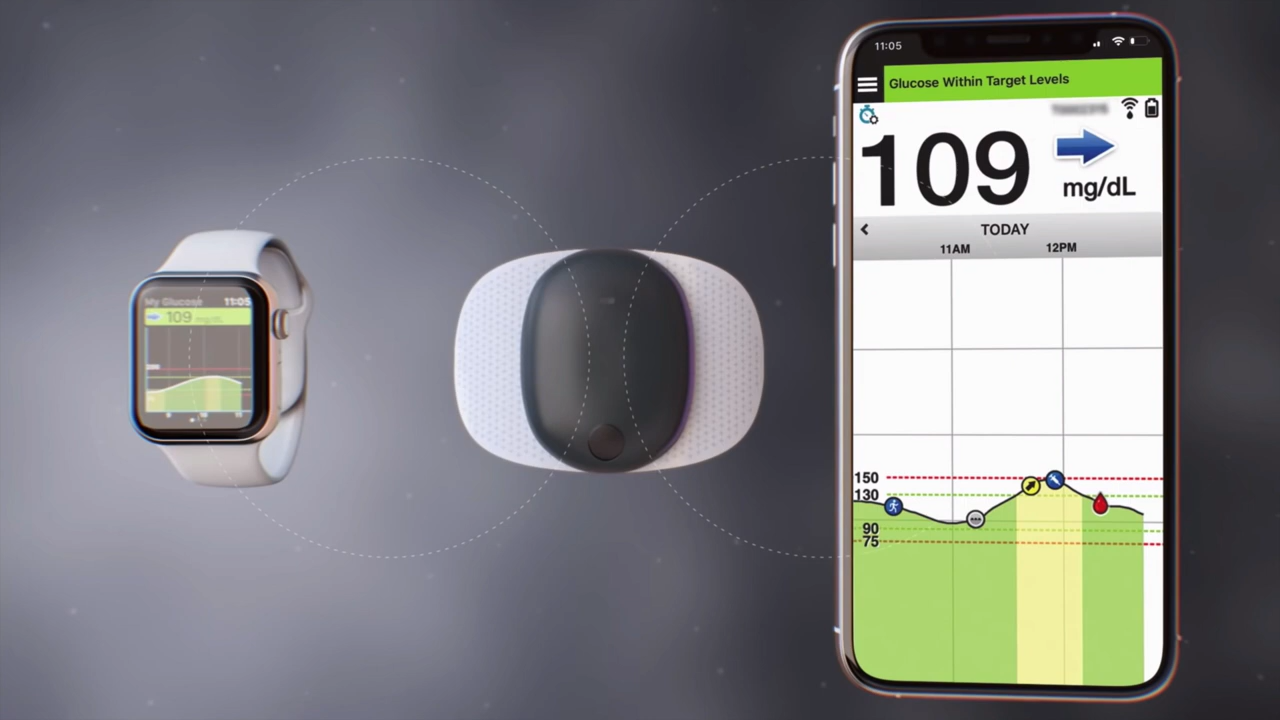 My Glucose 11:05
109
11:05
Glucose Within Target Levels
109
mg/dL
TODAY
11AM 12PM
150
130
90
75